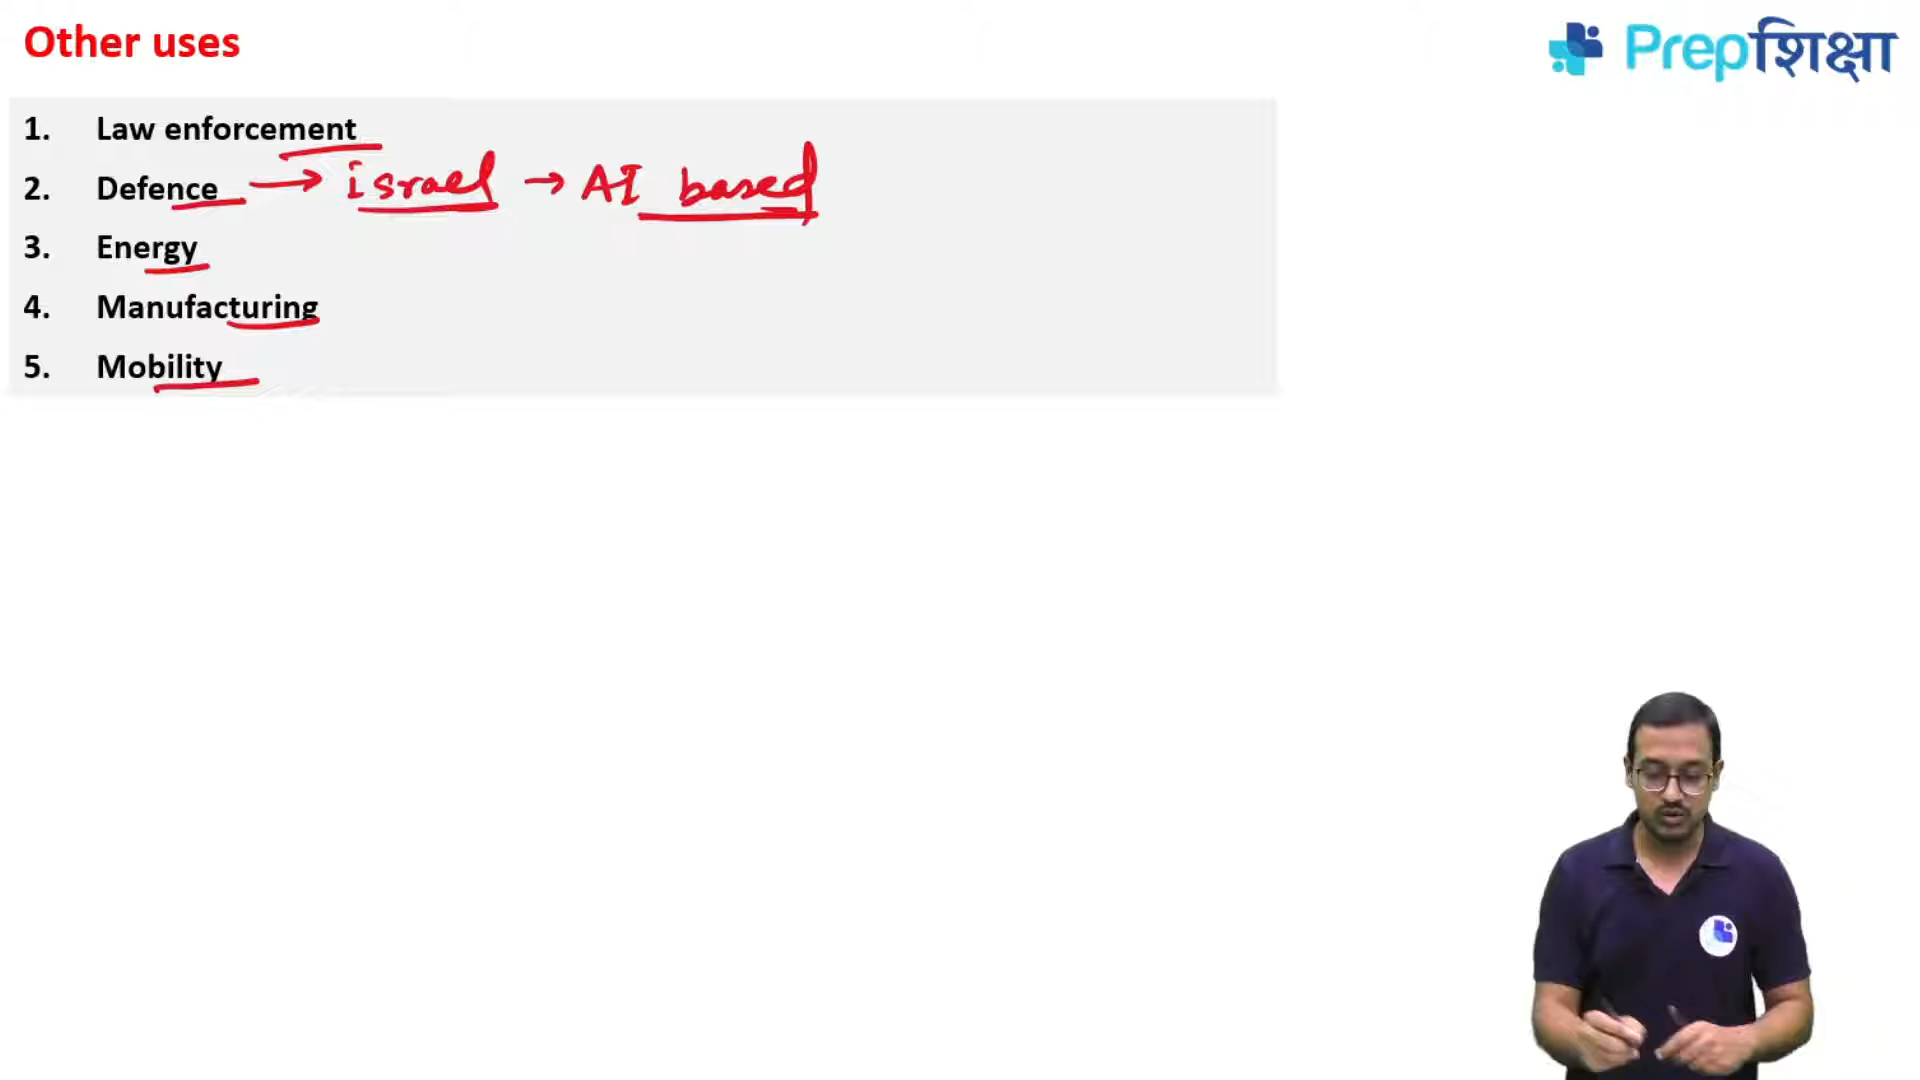 Other uses
Prepशिक्षा
1. Law enforcement
2. Defence → israel → AI based
3. Energy
4. Manufacturing
5. Mobility